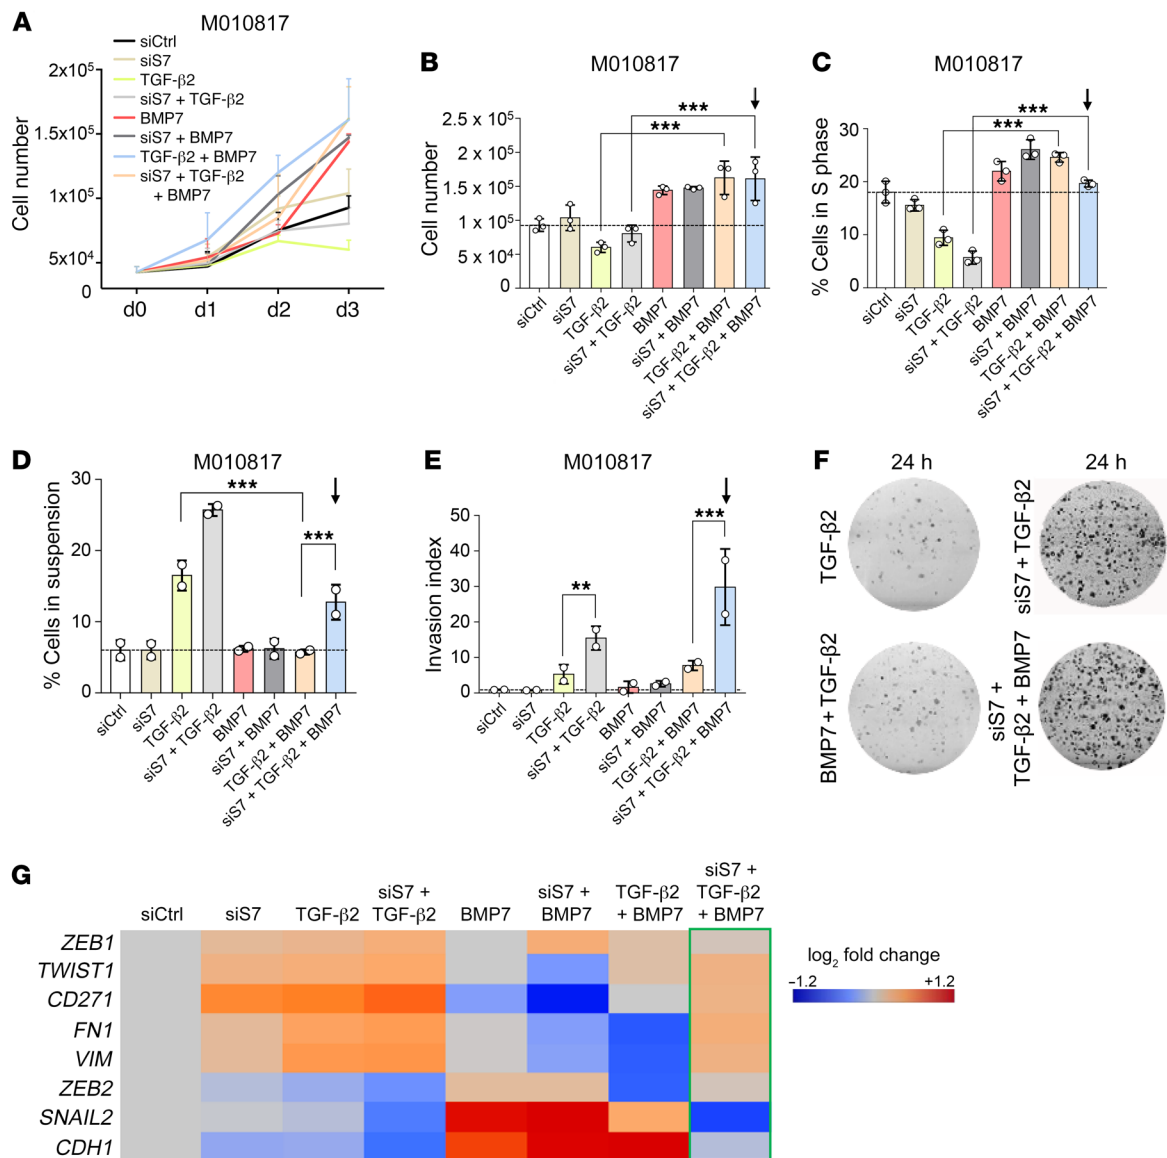 A
M010817
siCtrl
siS7
TGF-β2
siS7 + TGF-β2
BMP7
siS7 + BMP7
TGF-β2 + BMP7
siS7 + TGF-β2
+ BMP7
Cell number
2×10⁵
1.5×10⁵
1×10⁵
5×10⁴
0
d0 d1 d2 d3
B
M010817
Cell number
2.5 x 10⁵
2 x 10⁵
1.5 x 10⁵
1 x 10⁵
5 x 10⁴
0
***
***
siCtrl
siS7
TGF-β2
siS7 + TGF-β2
BMP7
siS7 + BMP7
TGF-β2 + BMP7
siS7 + TGF-β2 + BMP7
C
M010817
% Cells in S phase
30
20
10
0
***
***
siCtrl
siS7
TGF-β2
siS7 + TGF-β2
BMP7
siS7 + BMP7
TGF-β2 + BMP7
siS7 + TGF-β2 + BMP7
D
M010817
% Cells in suspension
30
20
10
0
***
***
siCtrl
siS7
TGF-β2
siS7 + TGF-β2
BMP7
siS7 + BMP7
TGF-β2 + BMP7
siS7 + TGF-β2 + BMP7
E
M010817
Invasion index
50
40
30
20
10
0
**
***
siCtrl
siS7
TGF-β2
siS7 + TGF-β2
BMP7
siS7 + BMP7
TGF-β2 + BMP7
siS7 + TGF-β2 + BMP7
F
24 h 24 h
TGF-β2
siS7 + TGF-β2
BMP7 + TGF-β2
siS7 +
TGF-β2 + BMP7
G
siCtrl
siS7
TGF-β2
siS7 +
TGF-β2
BMP7
siS7 +
BMP7
TGF-β2
+ BMP7
siS7 +
TGF-β2
+ BMP7
ZEB1
TWIST1
CD271
FN1
VIM
ZEB2
SNAIL2
CDH1
log₂ fold change
−1.2 +1.2